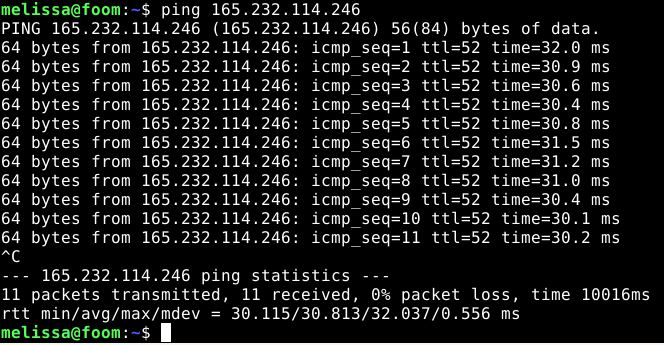 melissa@foom:~$ ping 165.232.114.246
PING 165.232.114.246 (165.232.114.246) 56(84) bytes of data.
64 bytes from 165.232.114.246: icmp_seq=1 ttl=52 time=32.0 ms
64 bytes from 165.232.114.246: icmp_seq=2 ttl=52 time=30.9 ms
64 bytes from 165.232.114.246: icmp_seq=3 ttl=52 time=30.6 ms
64 bytes from 165.232.114.246: icmp_seq=4 ttl=52 time=30.4 ms
64 bytes from 165.232.114.246: icmp_seq=5 ttl=52 time=30.8 ms
64 bytes from 165.232.114.246: icmp_seq=6 ttl=52 time=31.5 ms
64 bytes from 165.232.114.246: icmp_seq=7 ttl=52 time=31.2 ms
64 bytes from 165.232.114.246: icmp_seq=8 ttl=52 time=31.0 ms
64 bytes from 165.232.114.246: icmp_seq=9 ttl=52 time=30.4 ms
64 bytes from 165.232.114.246: icmp_seq=10 ttl=52 time=30.1 ms
64 bytes from 165.232.114.246: icmp_seq=11 ttl=52 time=30.2 ms
^C
--- 165.232.114.246 ping statistics ---
11 packets transmitted, 11 received, 0% packet loss, time 10016ms
rtt min/avg/max/mdev = 30.115/30.813/32.037/0.556 ms
melissa@foom:~$